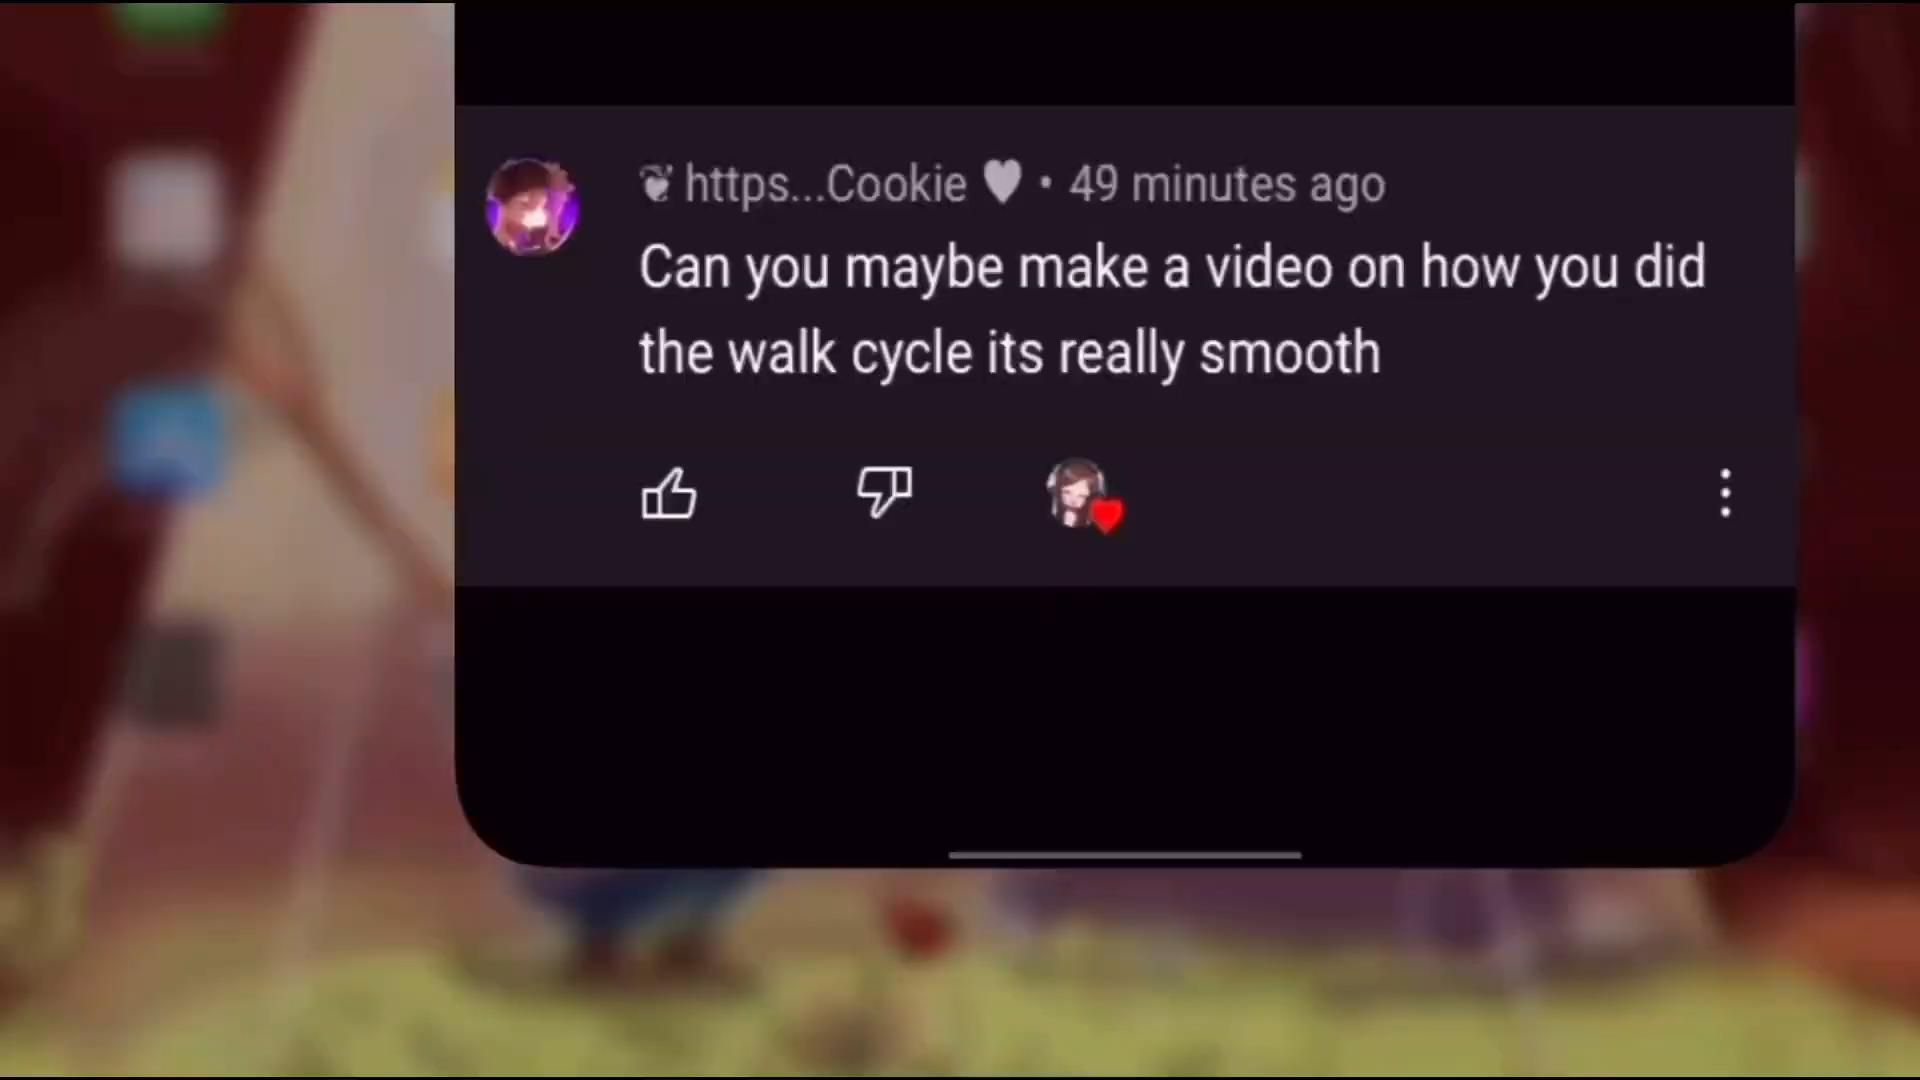 ❦ https...Cookie ♥ • 49 minutes ago
Can you maybe make a video on how you did
the walk cycle its really smooth